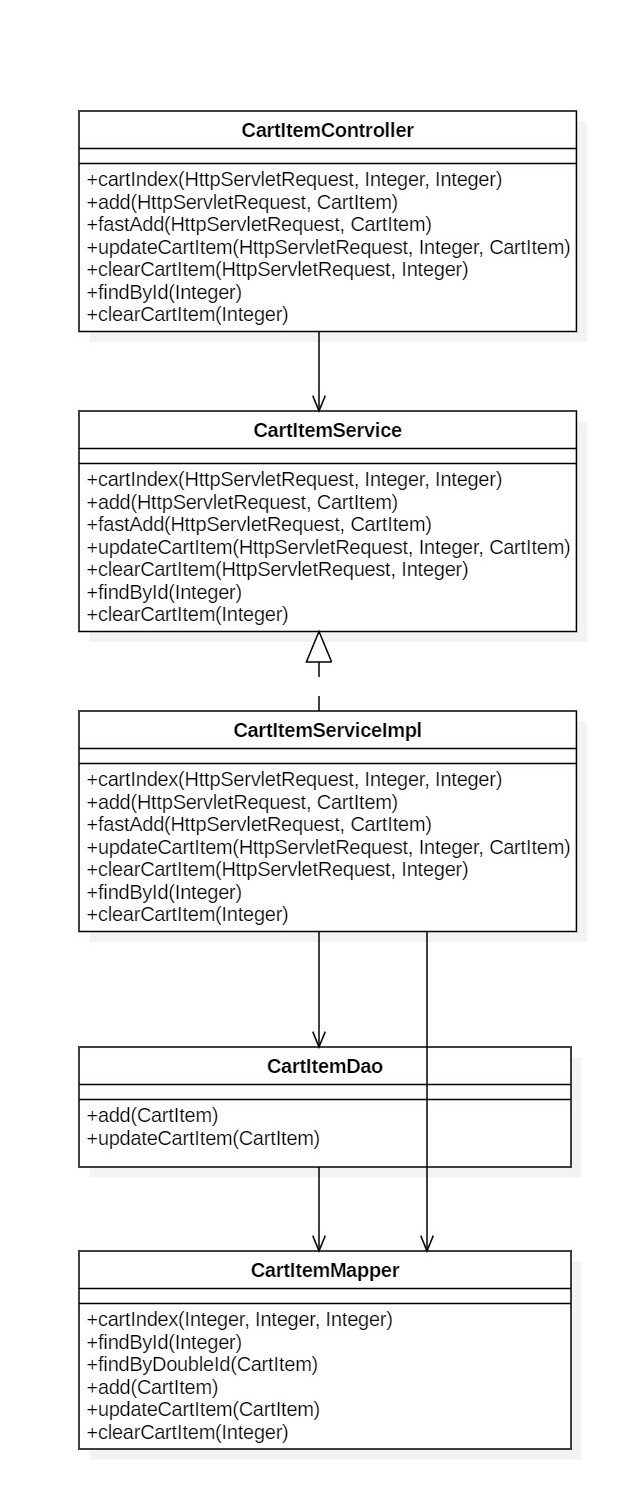 CartItemController
+cartIndex(HttpServletRequest, Integer, Integer)
+add(HttpServletRequest, CartItem)
+fastAdd(HttpServletRequest, CartItem)
+updateCartItem(HttpServletRequest, Integer, CartItem)
+clearCartItem(HttpServletRequest, Integer)
+findById(Integer)
+clearCartItem(Integer)
CartItemService
+cartIndex(HttpServletRequest, Integer, Integer)
+add(HttpServletRequest, CartItem)
+fastAdd(HttpServletRequest, CartItem)
+updateCartItem(HttpServletRequest, Integer, CartItem)
+clearCartItem(HttpServletRequest, Integer)
+findById(Integer)
+clearCartItem(Integer)
CartItemServiceImpl
+cartIndex(HttpServletRequest, Integer, Integer)
+add(HttpServletRequest, CartItem)
+fastAdd(HttpServletRequest, CartItem)
+updateCartItem(HttpServletRequest, Integer, CartItem)
+clearCartItem(HttpServletRequest, Integer)
+findById(Integer)
+clearCartItem(Integer)
CartItemDao
+add(CartItem)
+updateCartItem(CartItem)
CartItemMapper
+cartIndex(Integer, Integer, Integer)
+findById(Integer)
+findByDoubleId(CartItem)
+add(CartItem)
+updateCartItem(CartItem)
+clearCartItem(Integer)